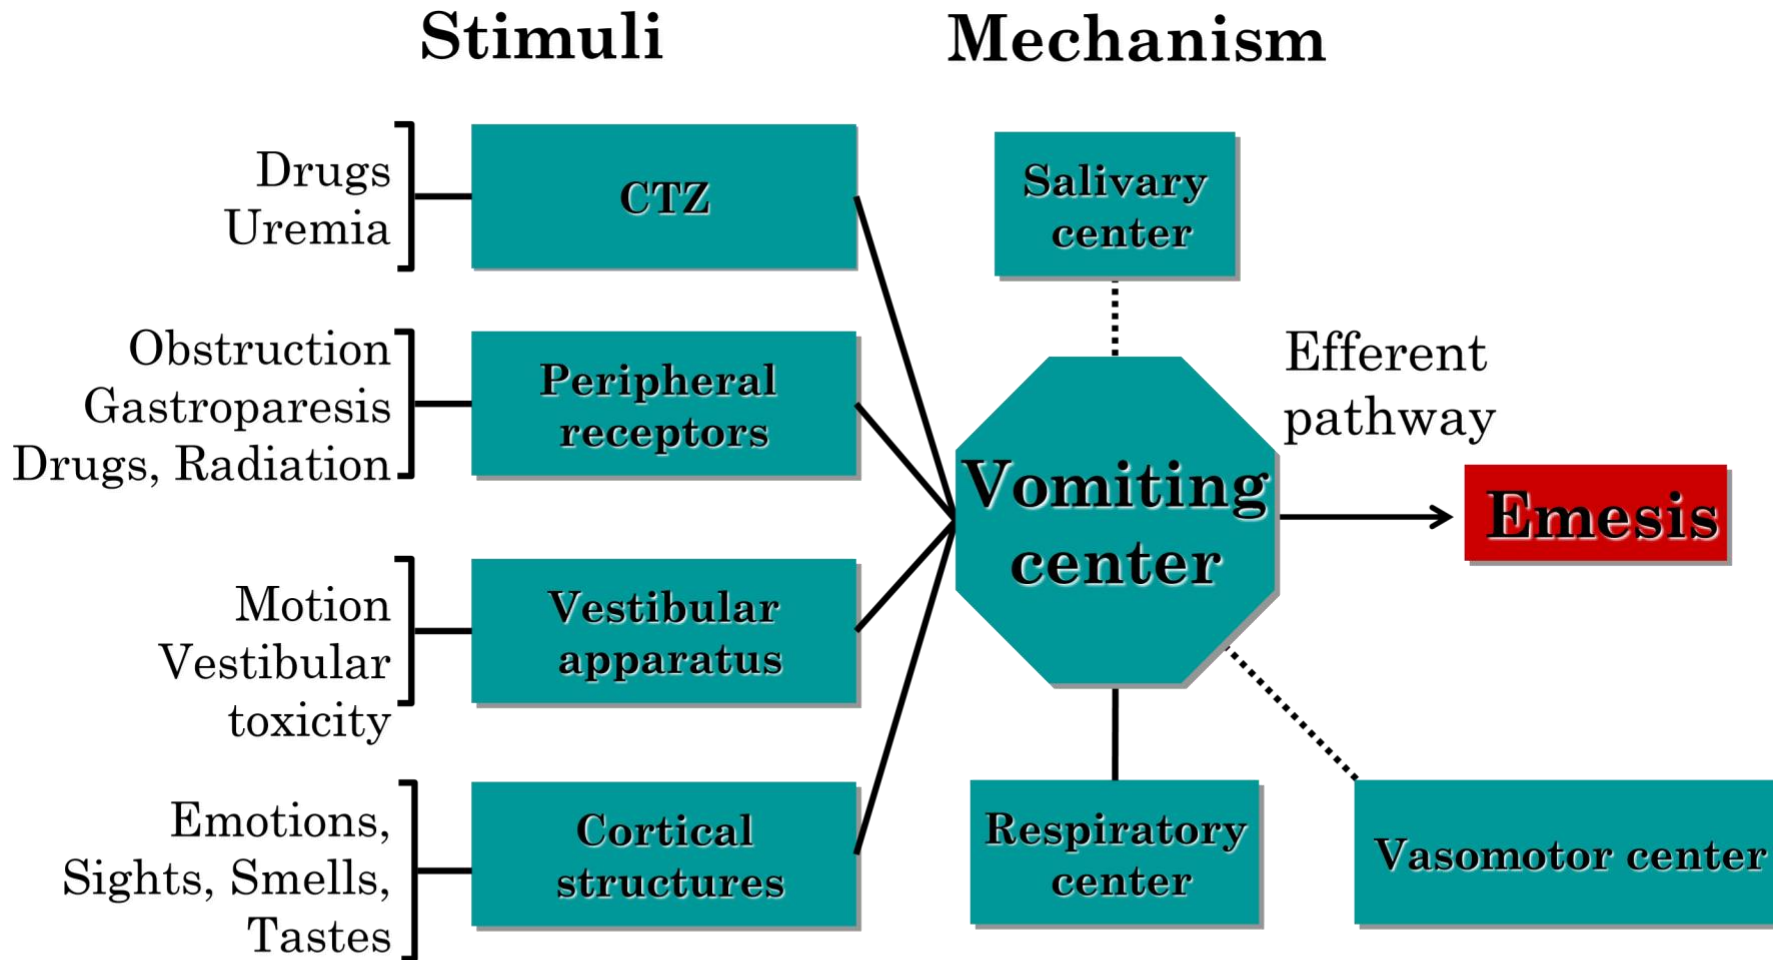 Stimuli
Mechanism
Drugs
Uremia
CTZ
Salivary
center
Obstruction
Gastroparesis
Drugs, Radiation
Peripheral
receptors
Efferent
pathway
Vomiting
center
Emesis
Motion
Vestibular
toxicity
Vestibular
apparatus
Emotions,
Sights, Smells,
Tastes
Cortical
structures
Respiratory
center
Vasomotor center